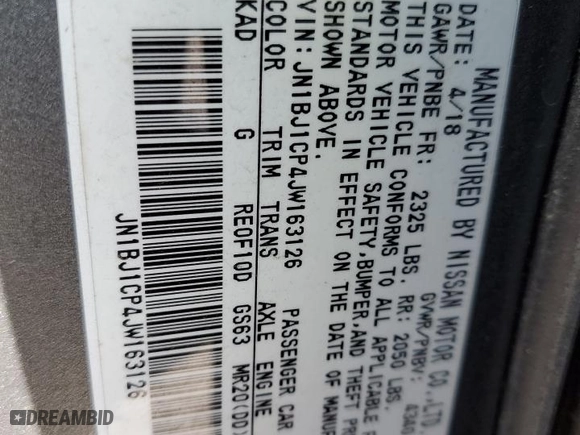 MANUFACTURED BY NISSAN MOTOR CO.,LTD.
DATE: 4/18 GVWR/PNBV:
GAWR/PNBE FR: 2325 LBS. RR: 2050 LBS.
THIS VEHICLE CONFORMS TO ALL APPLICABLE
MOTOR VEHICLE SAFETY,BUMPER,AND THEFT
STANDARDS IN EFFECT ON THE DATE OF
SHOWN ABOVE.
VIN: JN1BJ1CP4JW163126 PASSENGER CAR
COLOR TRIM TRANS AXLE ENGINE
KAD G RE0F10D GS63 MR20(DD)
JN1BJ1CP4JW163126
DREAMBID